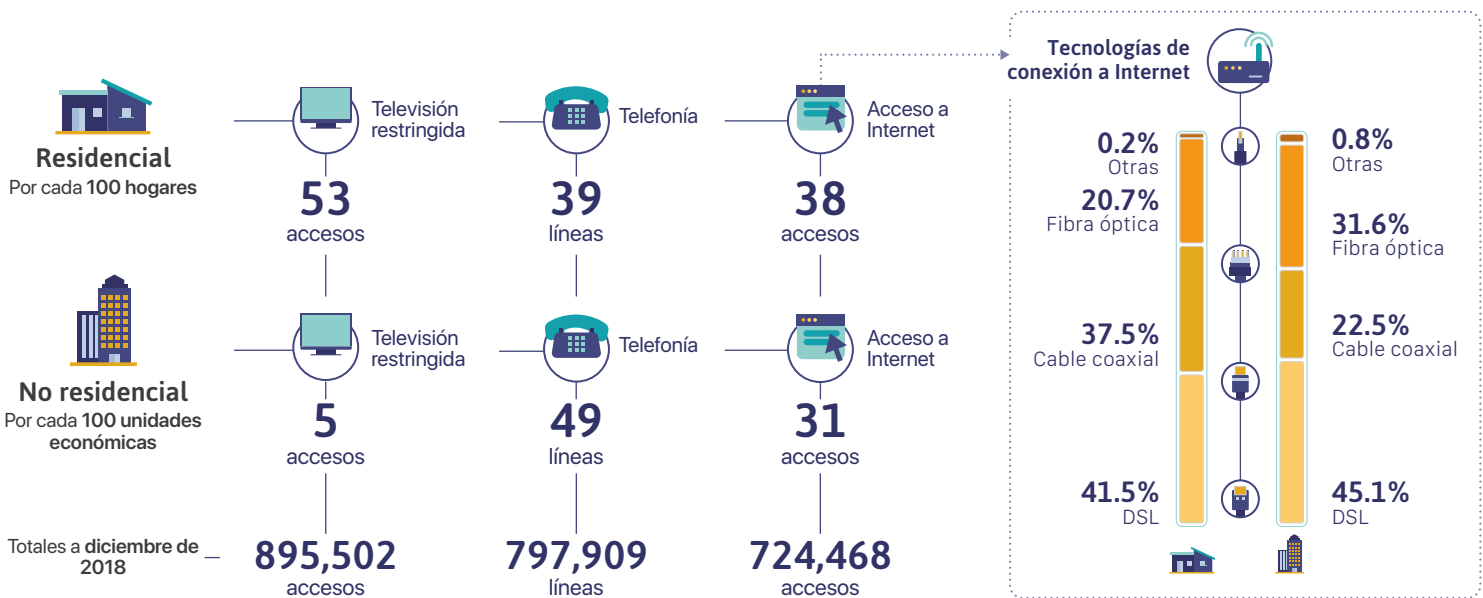 Residencial
Por cada 100 hogares
Televisión
restringida
53
accesos
Telefonía
39
líneas
Acceso a
Internet
38
accesos
No residencial
Por cada 100 unidades
económicas
Televisión
restringida
5
accesos
Telefonía
49
líneas
Acceso a
Internet
31
accesos
Totales a diciembre de
2018
895,502
accesos
797,909
líneas
724,468
accesos
Tecnologías de
conexión a Internet
0.2%
Otras
20.7%
Fibra óptica
37.5%
Cable coaxial
41.5%
DSL
0.8%
Otras
31.6%
Fibra óptica
22.5%
Cable coaxial
45.1%
DSL